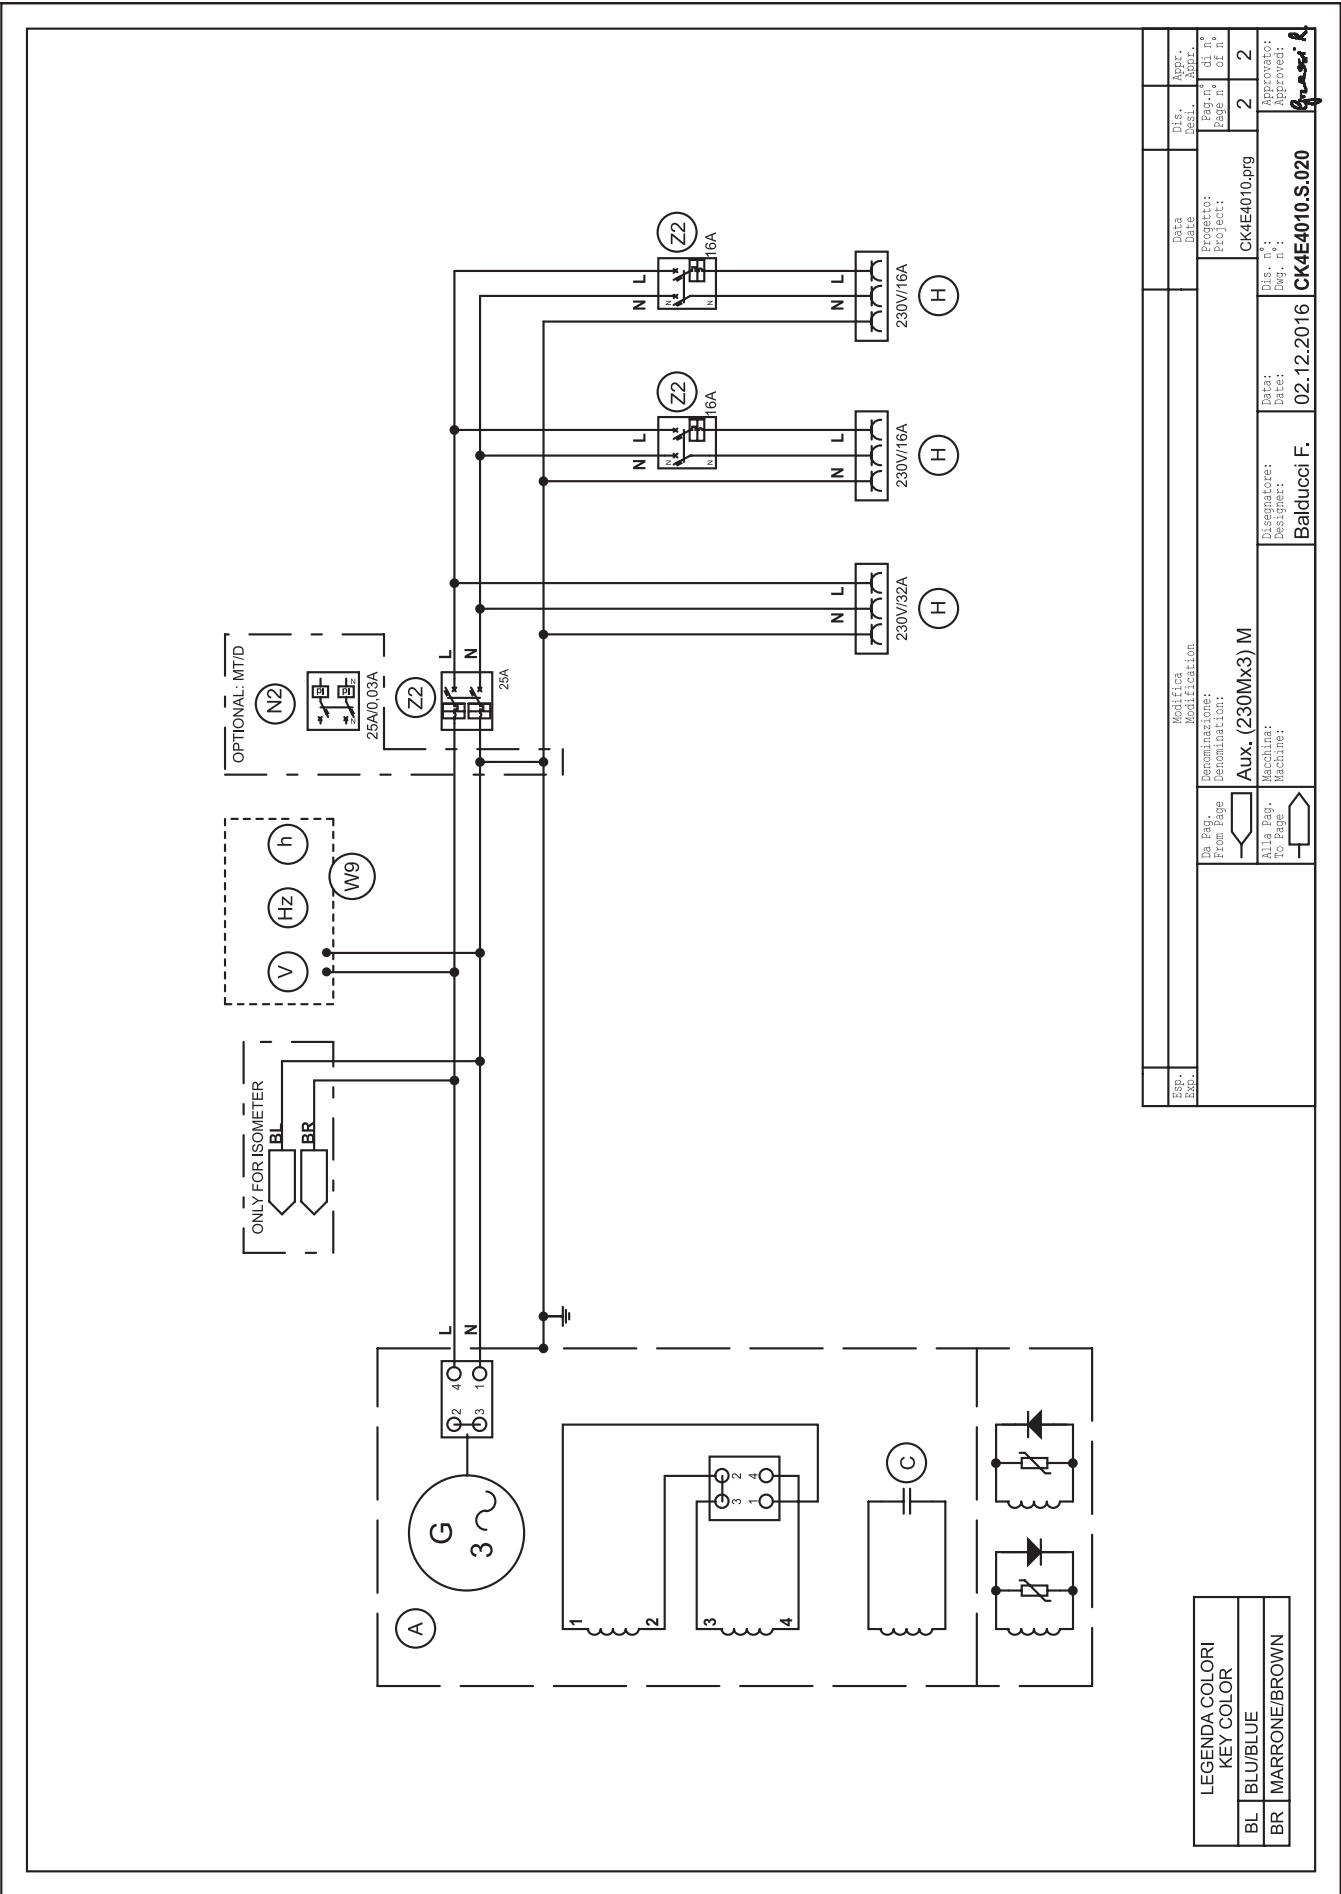 A
G
3
2
4
3
1
L
N
1
2
3
4
2
4
3
1
C
ONLY FOR ISOMETER
BL
BR
V
Hz
h
W9
OPTIONAL: MT/D
N2
PI
PI
N
N
25A/0,03A
Z2
25A
L
N
N
L
230V/32A
H
Z2
16A
N
L
N
N
N
L
230V/16A
H
Z2
16A
N
L
N
N
N
L
230V/16A
H
LEGENDA COLORI
KEY COLOR
BL BLU/BLUE
BR MARRONE/BROWN
Esp.
Exp.
Modifica
Modification
Data
Date
Dis.
Desi.
Appr.
Appr.
Da Pag.
From Page
Denominazione:
Denomination:
Aux. (230Mx3) M
Progetto:
Project:
CK4E4010.prg
Pag.n°
Page n°
2
di n°
of n°
2
Alla Pag.
To Page
Macchina:
Machine:
Disegnatore:
Designer:
Balducci F.
Data:
Date:
02.12.2016
Dis. n°:
Dwg. n°:
CK4E4010.S.020
Approvato:
Approved: